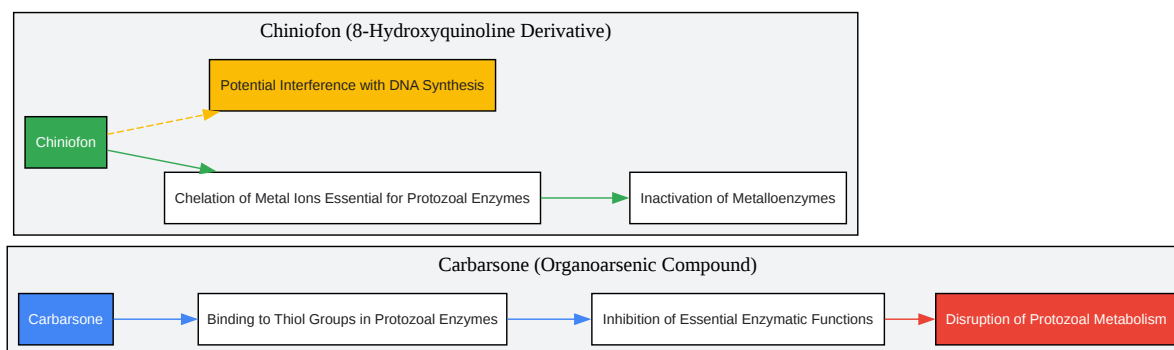 Chiniofon (8-Hydroxyquinoline Derivative)
Potential Interference with DNA Synthesis
Chiniofon
Chelation of Metal Ions Essential for Protozoal Enzymes
Inactivation of Metalloenzymes
Carbarsone (Organoarsenic Compound)
Carbarsone
Binding to Thiol Groups in Protozoal Enzymes
Inhibition of Essential Enzymatic Functions
Disruption of Protozoal Metabolism